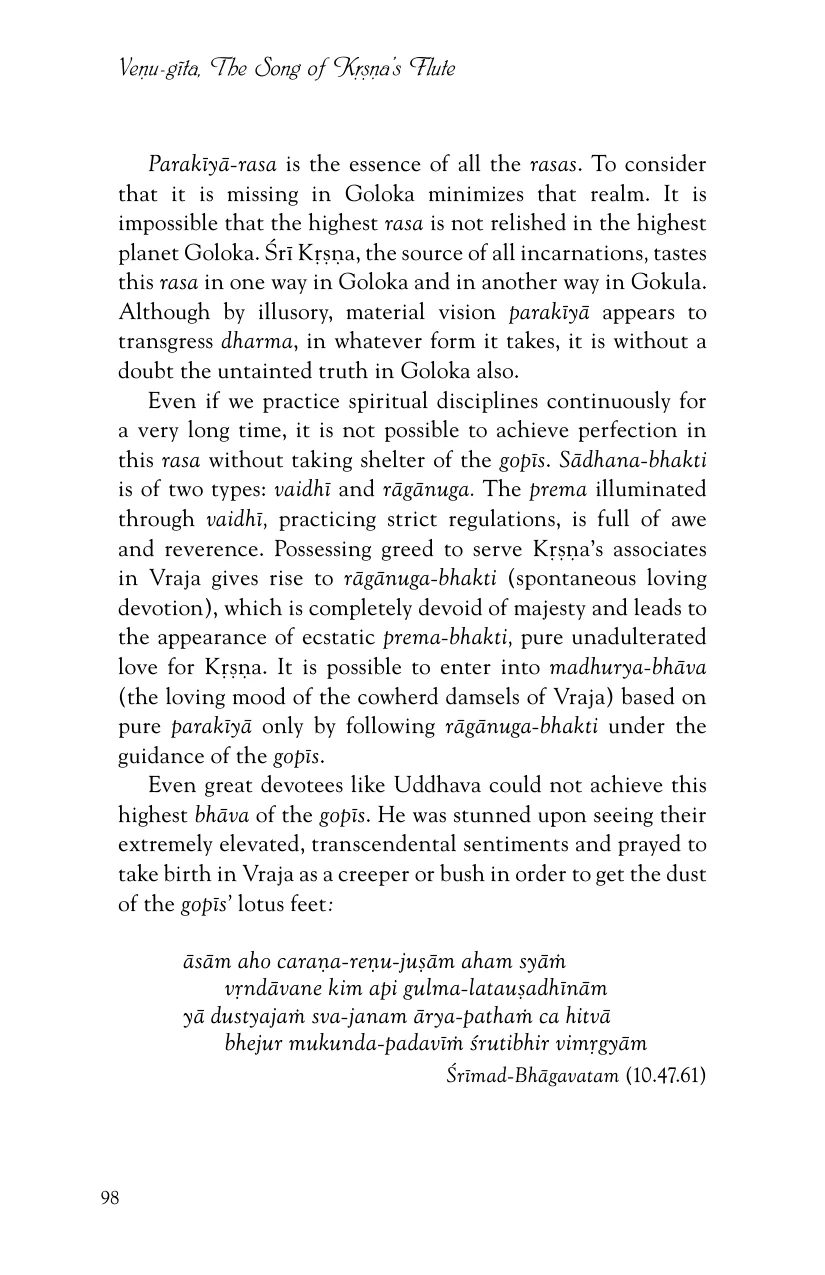 Veṇu-gīta, The Song of Kṛṣṇa's Flute
Parakīyā-rasa is the essence of all the rasas. To consider
that it is missing in Goloka minimizes that realm. It is
impossible that the highest rasa is not relished in the highest
planet Goloka. Śrī Kṛṣṇa, the source of all incarnations, tastes
this rasa in one way in Goloka and in another way in Gokula.
Although by illusory, material vision parakīyā appears to
transgress dharma, in whatever form it takes, it is without a
doubt the untainted truth in Goloka also.
Even if we practice spiritual disciplines continuously for
a very long time, it is not possible to achieve perfection in
this rasa without taking shelter of the gopīs. Sādhana-bhakti
is of two types: vaidhī and rāgānuga. The prema illuminated
through vaidhī, practicing strict regulations, is full of awe
and reverence. Possessing greed to serve Kṛṣṇa's associates
in Vraja gives rise to rāgānuga-bhakti (spontaneous loving
devotion), which is completely devoid of majesty and leads to
the appearance of ecstatic prema-bhakti, pure unadulterated
love for Kṛṣṇa. It is possible to enter into madhurya-bhāva
(the loving mood of the cowherd damsels of Vraja) based on
pure parakīyā only by following rāgānuga-bhakti under the
guidance of the gopīs.
Even great devotees like Uddhava could not achieve this
highest bhāva of the gopīs. He was stunned upon seeing their
extremely elevated, transcendental sentiments and prayed to
take birth in Vraja as a creeper or bush in order to get the dust
of the gopīs' lotus feet:
āsām aho caraṇa-reṇu-juṣām aham syāṁ
vṛndāvane kim api gulma-latauṣadhīnām
yā dustyajaṁ sva-janam ārya-pathaṁ ca hitvā
bhejur mukunda-padavīṁ śrutibhir vimṛgyām
Śrīmad-Bhāgavatam (10.47.61)
98